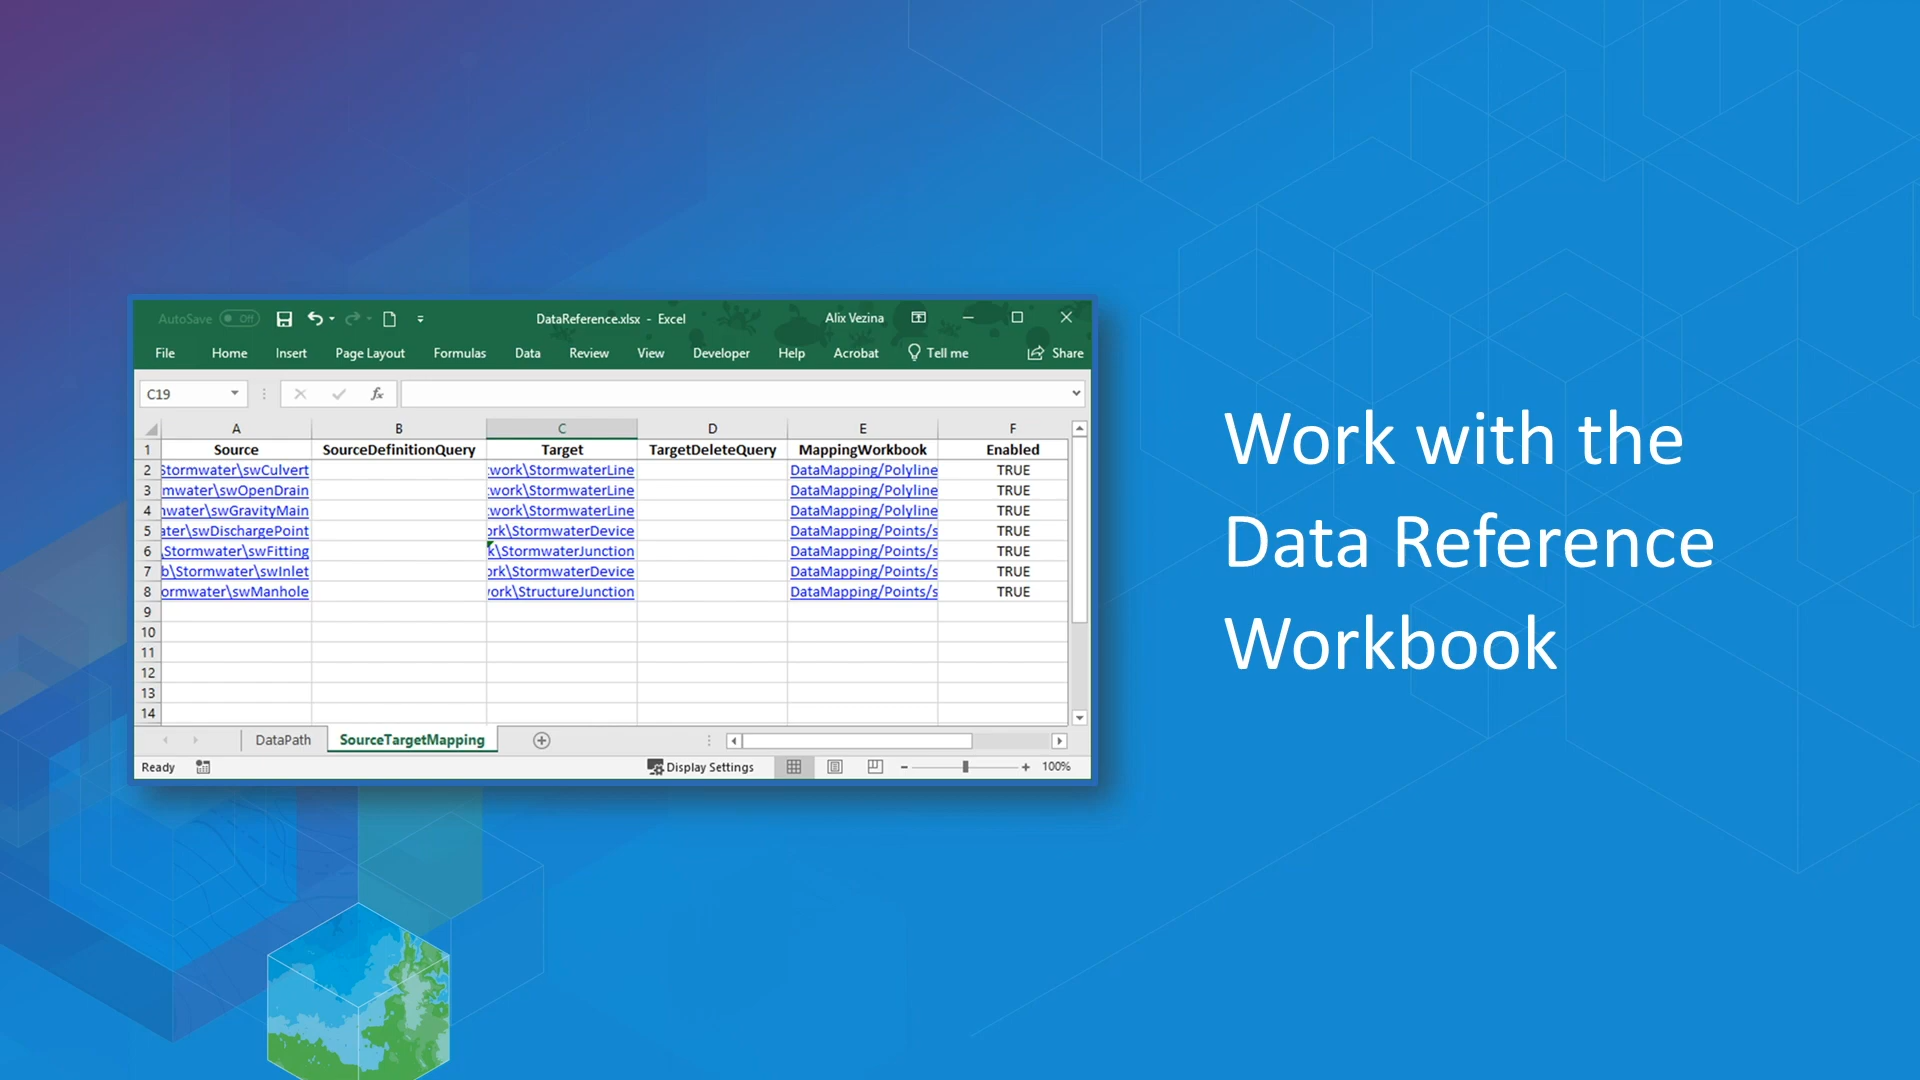 AutoSave Off DataReference.xlsx - Excel Alix Vezina
File Home Insert Page Layout Formulas Data Review View Developer Help Acrobat Tell me Share
C19 fx
A B C D E F
1 Source SourceDefinitionQuery Target TargetDeleteQuery MappingWorkbook Enabled
2 Stormwater\swCulvert work\StormwaterLine DataMapping/Polyline TRUE
3 mwater\swOpenDrain work\StormwaterLine DataMapping/Polyline TRUE
4 water\swGravityMain work\StormwaterLine DataMapping/Polyline TRUE
5 ater\swDischargePoint ork\StormwaterDevice DataMapping/Points/s TRUE
6 \Stormwater\swFitting k\StormwaterJunction DataMapping/Points/s TRUE
7 b\Stormwater\swInlet ork\StormwaterDevice DataMapping/Points/s TRUE
8 ormwater\swManhole work\StructureJunction DataMapping/Points/s TRUE
9
10
11
12
13
14
DataPath SourceTargetMapping
Ready Display Settings 100%
Work with the
Data Reference
Workbook